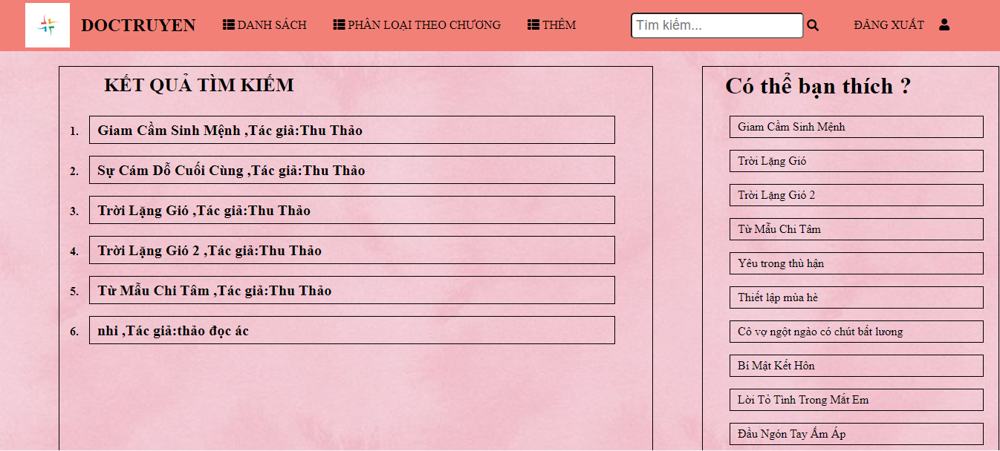 DOCTRUYEN DANH SÁCH PHÂN LOẠI THEO CHƯƠNG THÊM Tìm kiếm... ĐĂNG XUẤT
KẾT QUẢ TÌM KIẾM
1. Giam Cầm Sinh Mệnh ,Tác giả:Thu Thảo
2. Sự Cám Dỗ Cuối Cùng ,Tác giả:Thu Thảo
3. Trời Lặng Gió ,Tác giả:Thu Thảo
4. Trời Lặng Gió 2 ,Tác giả:Thu Thảo
5. Từ Mẫu Chi Tâm ,Tác giả:Thu Thảo
6. nhi ,Tác giả:thảo đọc ác
Có thể bạn thích ?
Giam Cầm Sinh Mệnh
Trời Lặng Gió
Trời Lặng Gió 2
Từ Mẫu Chi Tâm
Yêu trong thù hận
Thiết lập mùa hè
Cô vợ ngọt ngào có chút bất lương
Bí Mật Kết Hôn
Lời Tỏ Tình Trong Mắt Em
Đầu Ngón Tay Ấm Áp